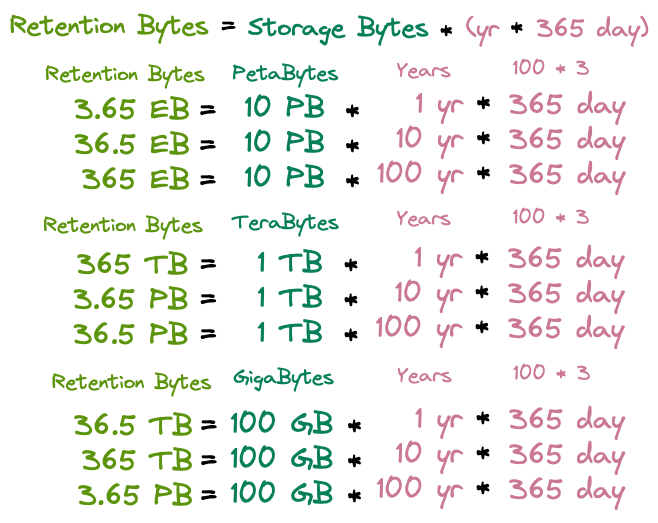 Retention Bytes = Storage Bytes * (yr * 365 day)
Retention Bytes PetaBytes Years 100 * 3
3.65 EB = 10 PB * 1 yr * 365 day
36.5 EB = 10 PB * 10 yr * 365 day
365 EB = 10 PB * 100 yr * 365 day
Retention Bytes TeraBytes Years 100 * 3
365 TB = 1 TB * 1 yr * 365 day
3.65 PB = 1 TB * 10 yr * 365 day
36.5 PB = 1 TB * 100 yr * 365 day
Retention Bytes GigaBytes Years 100 * 3
36.5 TB = 100 GB * 1 yr * 365 day
365 TB = 100 GB * 10 yr * 365 day
3.65 PB = 100 GB * 100 yr * 365 day